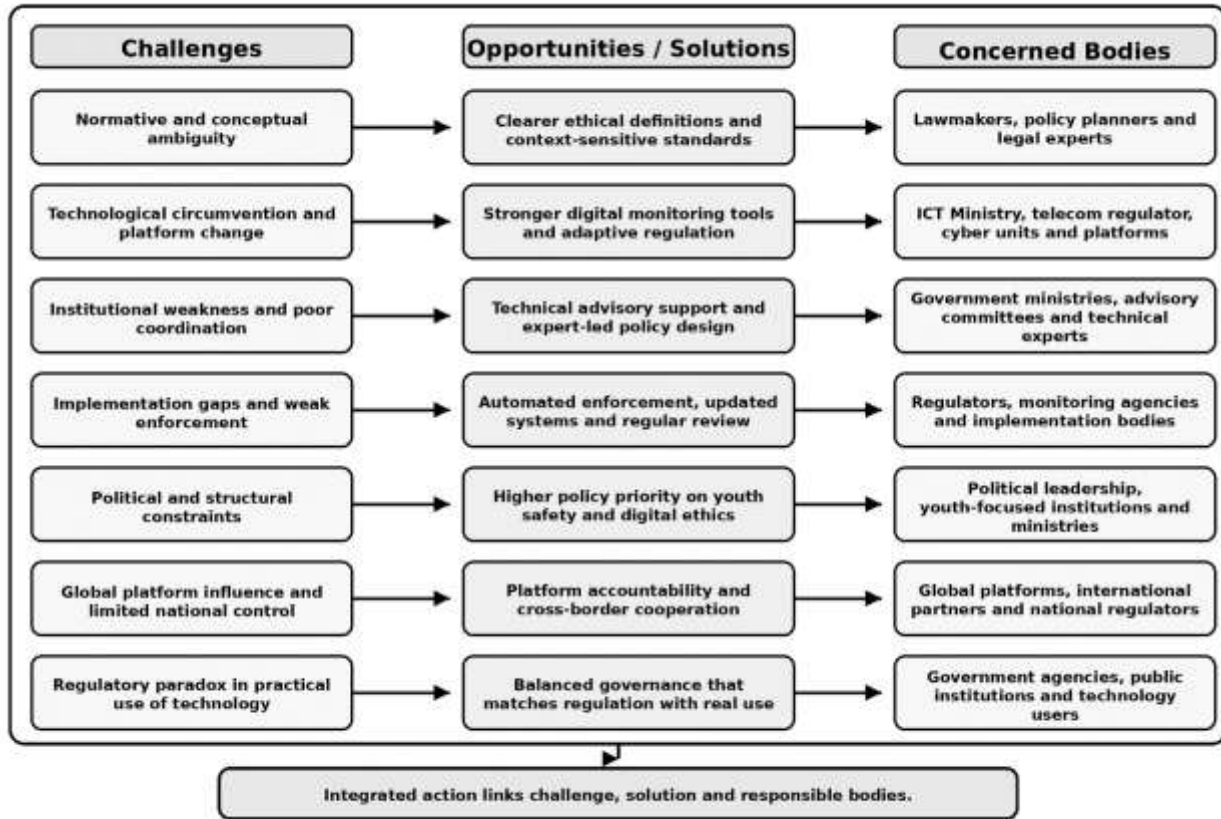 Challenges
Opportunities / Solutions
Concerned Bodies
Normative and conceptual
ambiguity
Clearer ethical definitions and
context-sensitive standards
Lawmakers, policy planners and
legal experts
Technological circumvention and
platform change
Stronger digital monitoring tools
and adaptive regulation
ICT Ministry, telecom regulator,
cyber units and platforms
Institutional weakness and poor
coordination
Technical advisory support and
expert-led policy design
Government ministries, advisory
committees and technical
experts
Implementation gaps and weak
enforcement
Automated enforcement, updated
systems and regular review
Regulators, monitoring agencies
and implementation bodies
Political and structural
constraints
Higher policy priority on youth
safety and digital ethics
Political leadership,
youth-focused institutions and
ministries
Global platform influence and
limited national control
Platform accountability and
cross-border cooperation
Global platforms, international
partners and national regulators
Regulatory paradox in practical
use of technology
Balanced governance that
matches regulation with real use
Government agencies, public
institutions and technology
users
Integrated action links challenge, solution and responsible bodies.